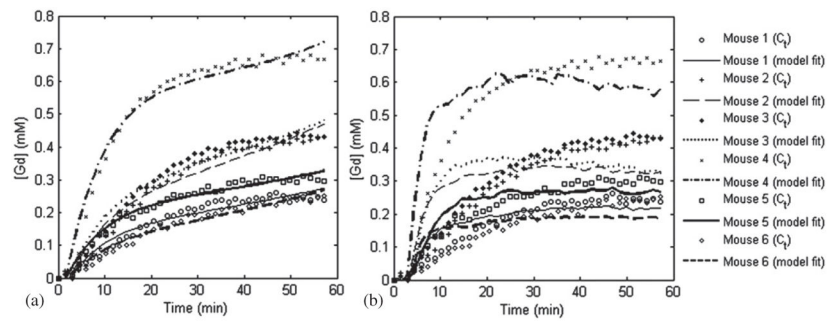 0.8
0.7
0.6
0.5
0.4
0.3
0.2
0.1
0
[Gd] (mM)
0 10 20 30 40 50 60
Time (min)
(a)
0.8
0.7
0.6
0.5
0.4
0.3
0.2
0.1
0
[Gd] (mM)
0 10 20 30 40 50 60
Time (min)
(b)
Mouse 1 (Ct)
Mouse 1 (model fit)
Mouse 2 (Ct)
Mouse 2 (model fit)
Mouse 3 (Ct)
Mouse 3 (model fit)
Mouse 4 (Ct)
Mouse 4 (model fit)
Mouse 5 (Ct)
Mouse 5 (model fit)
Mouse 6 (Ct)
Mouse 6 (model fit)